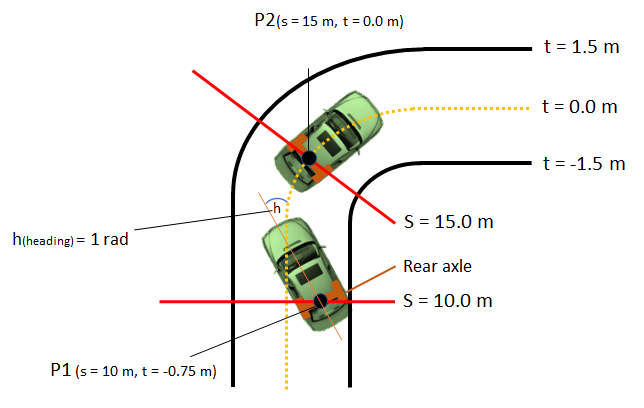 P2(s = 15 m, t = 0.0 m)
t = 1.5 m
t = 0.0 m
t = -1.5 m
h
S = 15.0 m
h(heading) = 1 rad
Rear axle
S = 10.0 m
P1 (s = 10 m, t = -0.75 m)